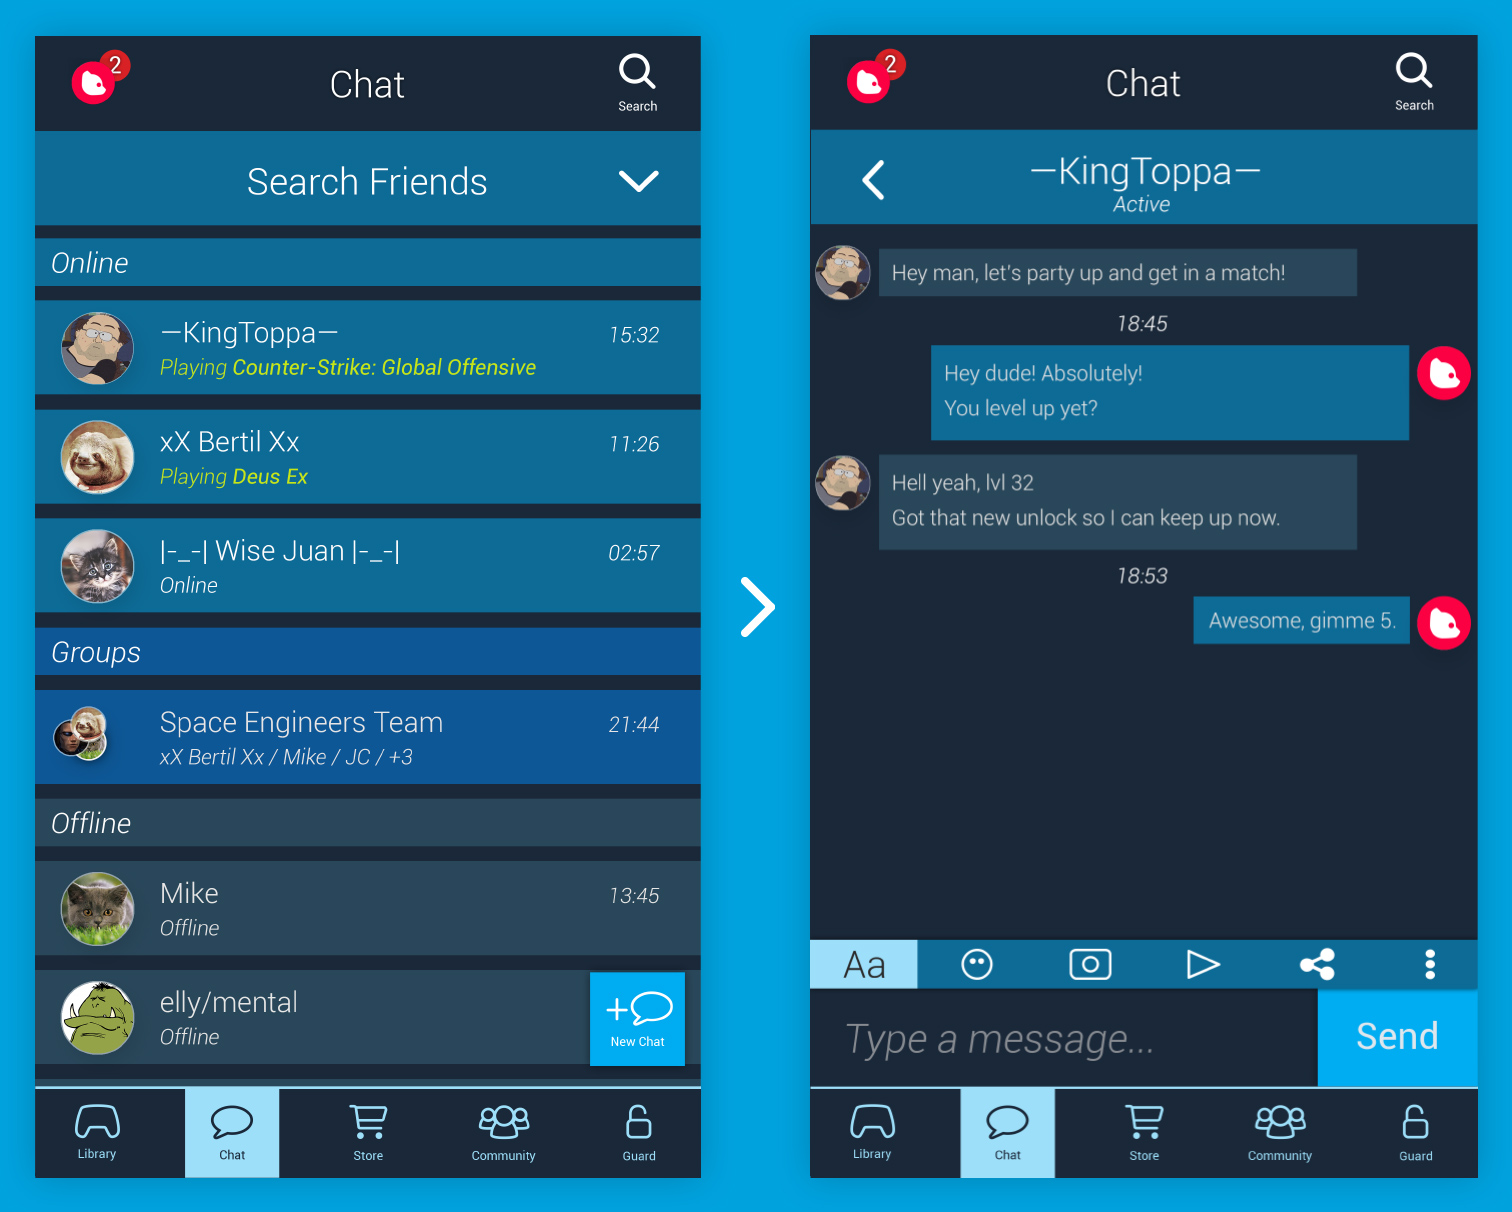 2
Chat
Search
Search Friends
Online
—KingToppa—
15:32
Playing Counter-Strike: Global Offensive
xX Bertil Xx
11:26
Playing Deus Ex
|-_-| Wise Juan |-_-|
02:57
Online
Groups
Space Engineers Team
21:44
xX Bertil Xx / Mike / JC / +3
Offline
Mike
13:45
Offline
elly/mental
Offline
New Chat
Library
Chat
Store
Community
Guard
2
Chat
Search
—KingToppa—
Active
Hey man, let's party up and get in a match!
18:45
Hey dude! Absolutely!
You level up yet?
Hell yeah, lvl 32
Got that new unlock so I can keep up now.
18:53
Awesome, gimme 5.
Aa
Type a message...
Send
Library
Chat
Store
Community
Guard